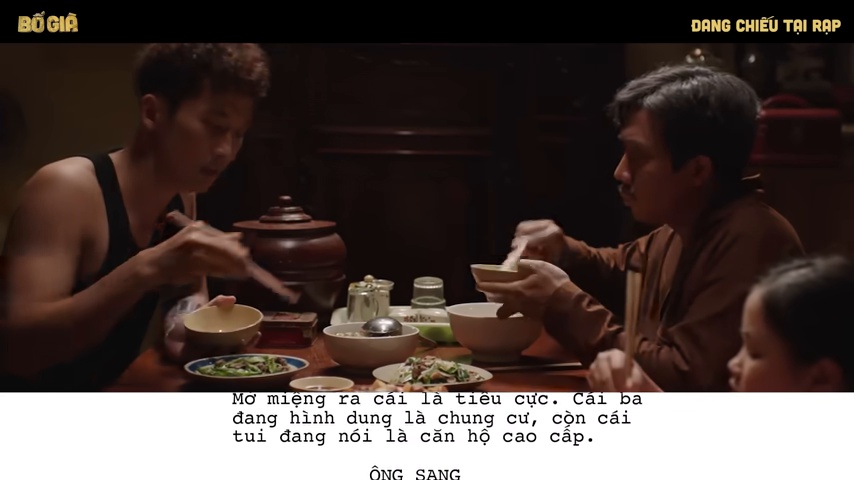 BỐ GIÀ
ĐANG CHIẾU TẠI RẠP
Mở miệng ra cái là tiêu cực. Cái ba
đang hình dung là chung cư, còn cái
tui đang nói là căn hộ cao cấp.
ÔNG SANG